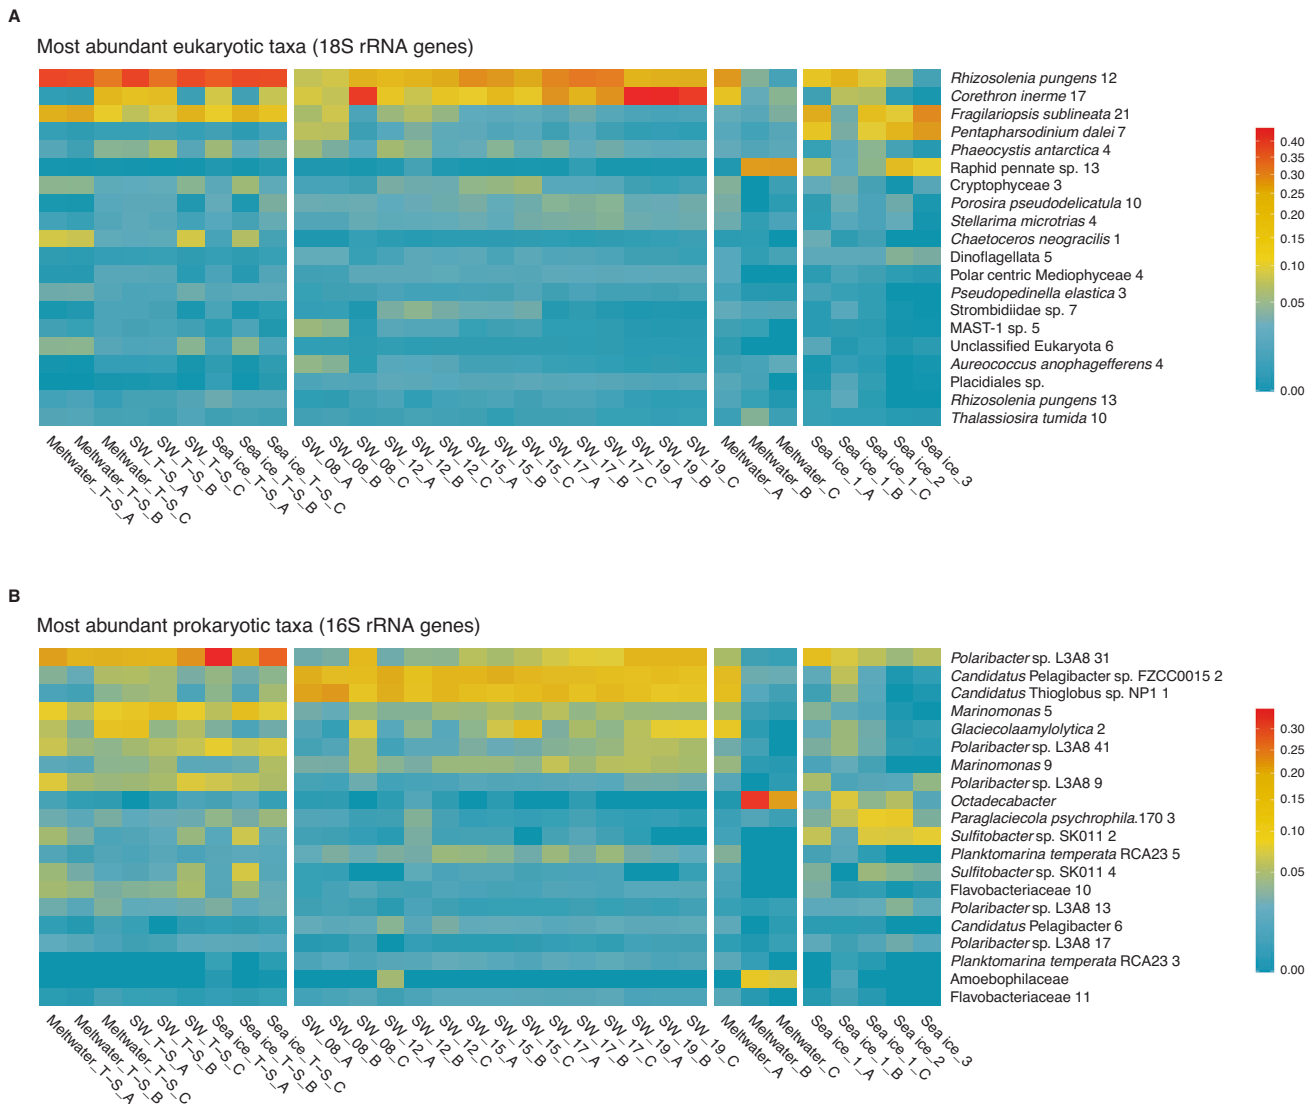 A
Most abundant eukaryotic taxa (18S rRNA genes)
Rhizosolenia pungens 12
Corethron inerme 17
Fragilariopsis sublineata 21
Pentapharsodinium dalei 7
Phaeocystis antarctica 4
Raphid pennate sp. 13
Cryptophyceae 3
Porosira pseudodelicatula 10
Stellarima microtrias 4
Chaetoceros neogracilis 1
Dinoflagellata 5
Polar centric Mediophyceae 4
Pseudopedinella elastica 3
Strombidiidae sp. 7
MAST-1 sp. 5
Unclassified Eukaryota 6
Aureococcus anophagefferens 4
Placidiales sp.
Rhizosolenia pungens 13
Thalassiosira tumida 10
0.40
0.35
0.30
0.25
0.20
0.15
0.10
0.05
0.00
Meltwater_T-S_A
Meltwater_T-S_B
Meltwater_T-S_C
SW_T-S_A
SW_T-S_B
SW_T-S_C
Sea ice_T-S_A
Sea ice_T-S_B
Sea ice_T-S_C
SW_08_A
SW_08_B
SW_08_C
SW_12_A
SW_12_B
SW_12_C
SW_15_A
SW_15_B
SW_15_C
SW_17_A
SW_17_B
SW_17_C
SW_19_A
SW_19_B
SW_19_C
Meltwater_A
Meltwater_B
Meltwater_C
Sea ice_1_A
Sea ice_1_B
Sea ice_1_C
Sea ice_2
Sea ice_3
B
Most abundant prokaryotic taxa (16S rRNA genes)
Polaribacter sp. L3A8 31
Candidatus Pelagibacter sp. FZCC0015 2
Candidatus Thioglobus sp. NP1 1
Marinomonas 5
Glaciecolaamylolytica 2
Polaribacter sp. L3A8 41
Marinomonas 9
Polaribacter sp. L3A8 9
Octadecabacter
Paraglaciecola psychrophila.170 3
Sulfitobacter sp. SK011 2
Planktomarina temperata RCA23 5
Sulfitobacter sp. SK011 4
Flavobacteriaceae 10
Polaribacter sp. L3A8 13
Candidatus Pelagibacter 6
Polaribacter sp. L3A8 17
Planktomarina temperata RCA23 3
Amoebophilaceae
Flavobacteriaceae 11
0.30
0.25
0.20
0.15
0.10
0.05
0.00
Meltwater_T-S_A
Meltwater_T-S_B
Meltwater_T-S_C
SW_T-S_A
SW_T-S_B
SW_T-S_C
Sea ice_T-S_A
Sea ice_T-S_B
Sea ice_T-S_C
SW_08_A
SW_08_B
SW_08_C
SW_12_A
SW_12_B
SW_12_C
SW_15_A
SW_15_B
SW_15_C
SW_17_A
SW_17_B
SW_17_C
SW_19_A
SW_19_B
SW_19_C
Meltwater_A
Meltwater_B
Meltwater_C
Sea ice_1_A
Sea ice_1_B
Sea ice_1_C
Sea ice_2
Sea ice_3